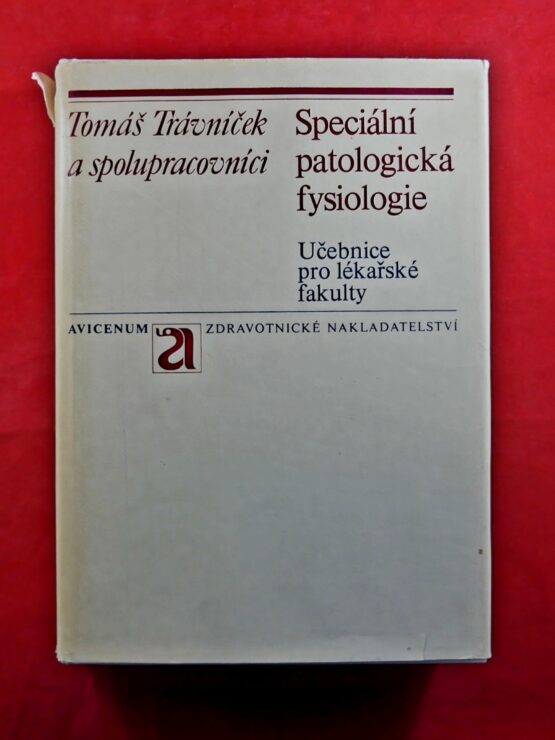 Tomáš Trávníček
a spolupracovníci
Speciální
patologická
fysiologie
Učebnice
pro lékařské
fakulty
AVICENUM a ZDRAVOTNICKÉ NAKLADATELSTVÍ